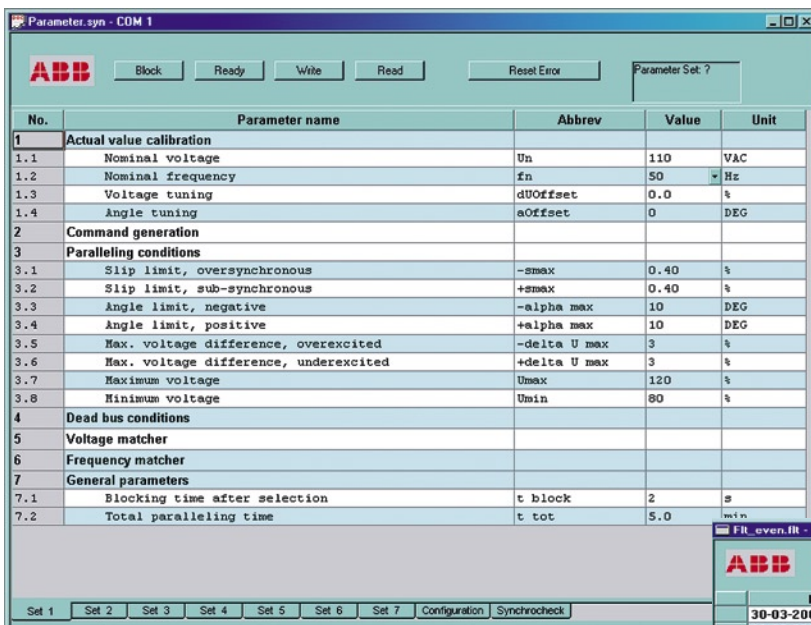 Parameter.syn - COM 1
ABB Block Ready Write Read Reset Error Parameter Set: ?
No. Parameter name Abbrev Value Unit
1 Actual value calibration
1.1 Nominal voltage Un 110 VAC
1.2 Nominal frequency fn 50 Hz
1.3 Voltage tuning dUOffset 0.0 %
1.4 Angle tuning aOffset 0 DEG
2 Command generation
3 Paralleling conditions
3.1 Slip limit, oversynchronous -smax 0.40 %
3.2 Slip limit, sub-synchronous +smax 0.40 %
3.3 Angle limit, negative -alpha max 10 DEG
3.4 Angle limit, positive +alpha max 10 DEG
3.5 Max. voltage difference, overexcited -delta U max 3 %
3.6 Max. voltage difference, underexcited +delta U max 3 %
3.7 Maximum voltage Umax 120 %
3.8 Minimum voltage Umin 80 %
4 Dead bus conditions
5 Voltage matcher
6 Frequency matcher
7 General parameters
7.1 Blocking time after selection t block 2 s
7.2 Total paralleling time t tot 5.0 min
Flt_even.flt -
ABB
30-03-200
Set 1 Set 2 Set 3 Set 4 Set 5 Set 6 Set 7 Configuration Synchrocheck